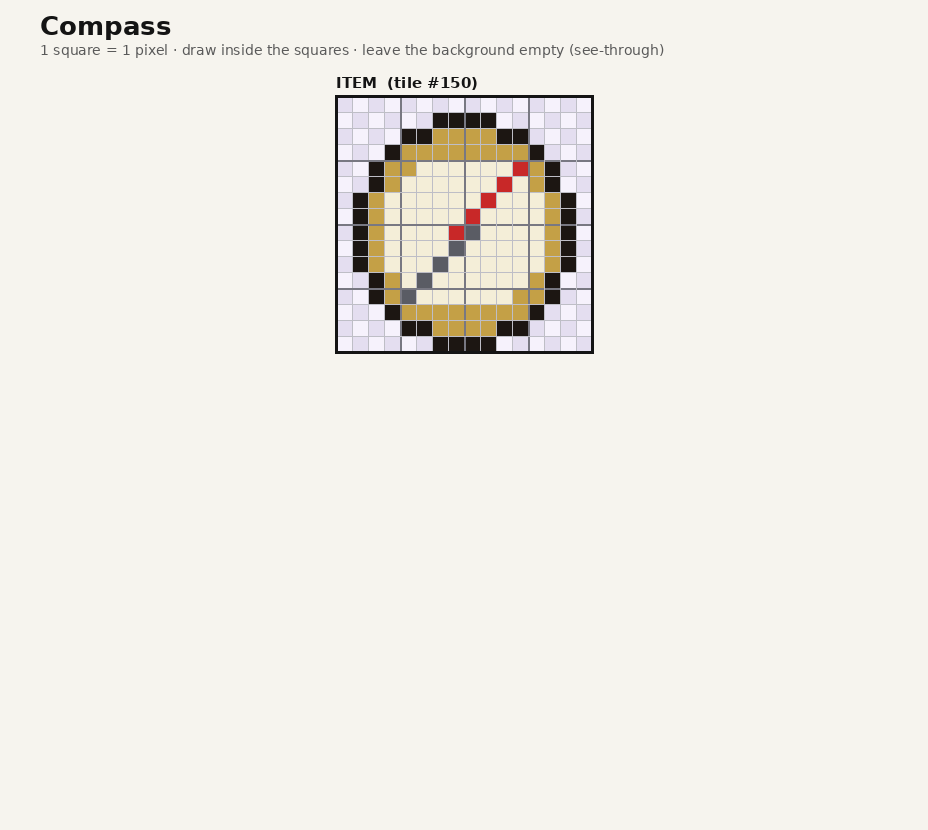 Compass
1 square = 1 pixel · draw inside the squares · leave the background empty (see-through)
ITEM (tile #150)